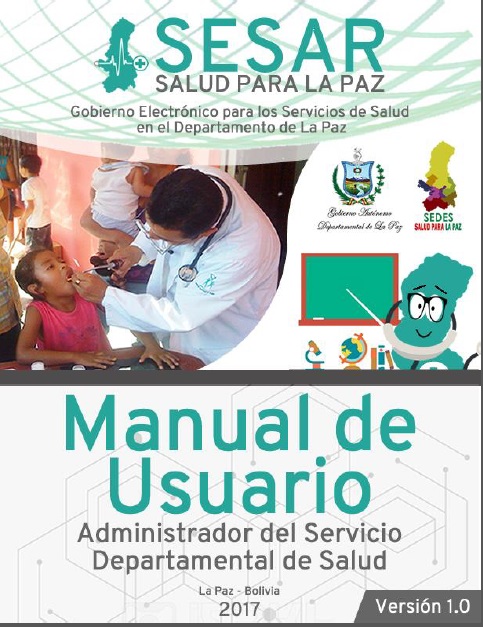 SESAR
SALUD PARA LA PAZ
Gobierno Electrónico para los Servicios de Salud
en el Departamento de La Paz
Gobierno Autónomo
Departamental de La Paz
SEDES
SALUD PARA LA PAZ
Manual de
Usuario
Administrador del Servicio
Departamental de Salud
La Paz - Bolivia
2017
Versión 1.0